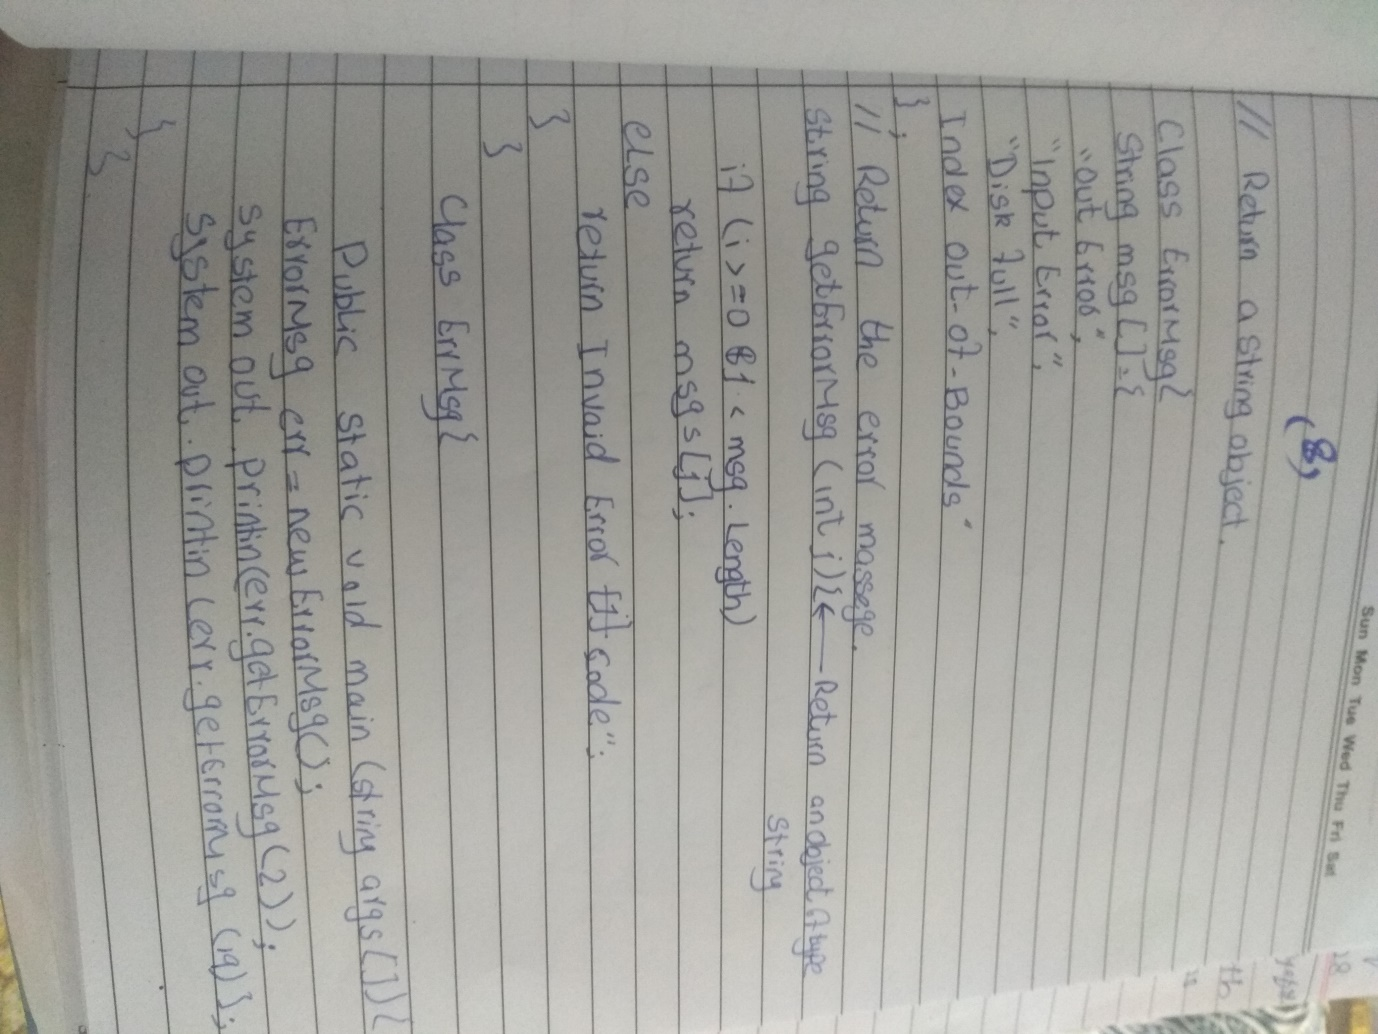 Sun Mon Tue Wed Thu Fri Sat
(8)
// Return a string object.
Class ErrorMsg{
String msg[]={
"out Error",
"Input Error",
"Disk full",
Index out-of-Bounds"
};
// Return the error massege.
String getErrorMsg (int i){ ← Return an object of type
String
if (i>=0 &1 < msg.Length)
return msgs[i];
else
return Invaid Error [i] code";
}
}
Class ErrMsg{
Public static void main (string args[]){
ErrorMsg err = new ErrorMsg();
System out. printin(err.getErrorMsg(2));
System out. printin (err.getErrorMsg (19)};
}
}